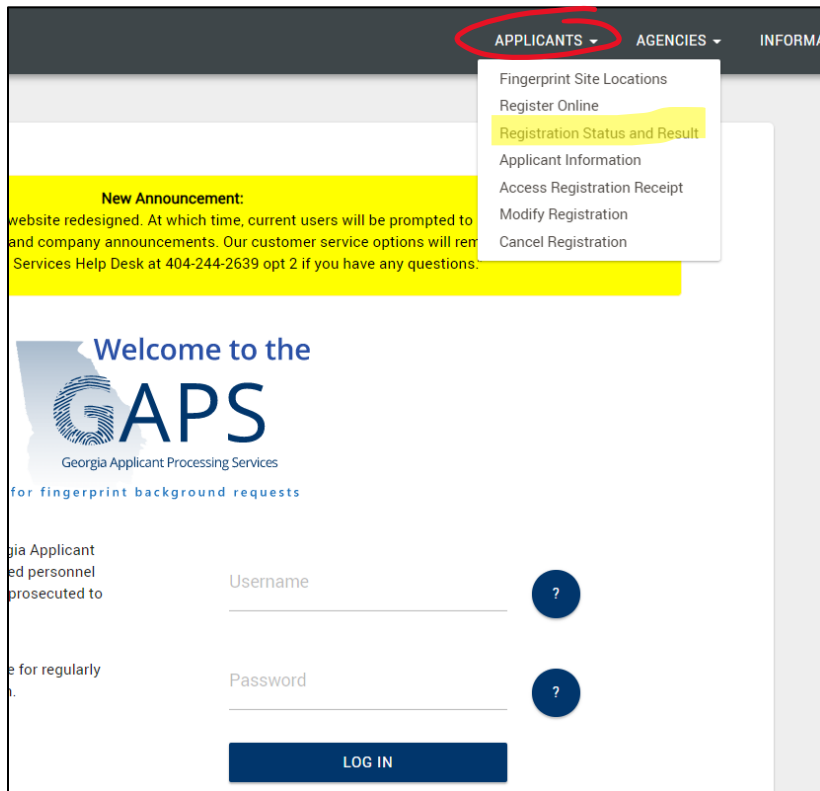 APPLICANTS AGENCIES INFORMA
Fingerprint Site Locations
Register Online
Registration Status and Result
Applicant Information
Access Registration Receipt
Modify Registration
Cancel Registration
New Announcement:
website redesigned. At which time, current users will be prompted to
and company announcements. Our customer service options will rem
Services Help Desk at 404-244-2639 opt 2 if you have any questions."
Welcome to the
GAPS
Georgia Applicant Processing Services
for fingerprint background requests
gia Applicant
ed personnel
prosecuted to
Username
?
e for regularly
n.
Password
?
LOG IN